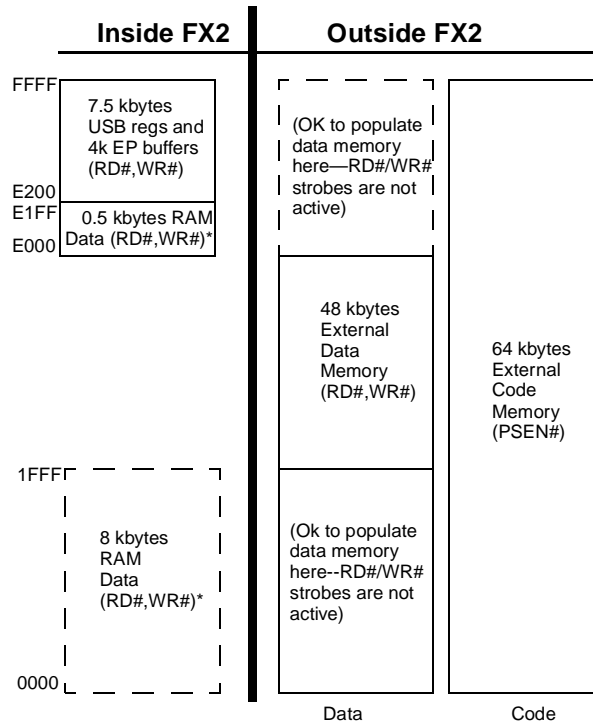 Inside FX2
Outside FX2
FFFF
7.5 kbytes
USB regs and
4k EP buffers
(RD#,WR#)
E200
E1FF
0.5 kbytes RAM
Data (RD#,WR#)*
E000
(OK to populate
data memory
here—RD#/WR#
strobes are not
active)
48 kbytes
External
Data
Memory
(RD#,WR#)
64 kbytes
External
Code
Memory
(PSEN#)
1FFF
8 kbytes
RAM
Data
(RD#,WR#)*
0000
(Ok to populate
data memory
here--RD#/WR#
strobes are not
active)
Data
Code